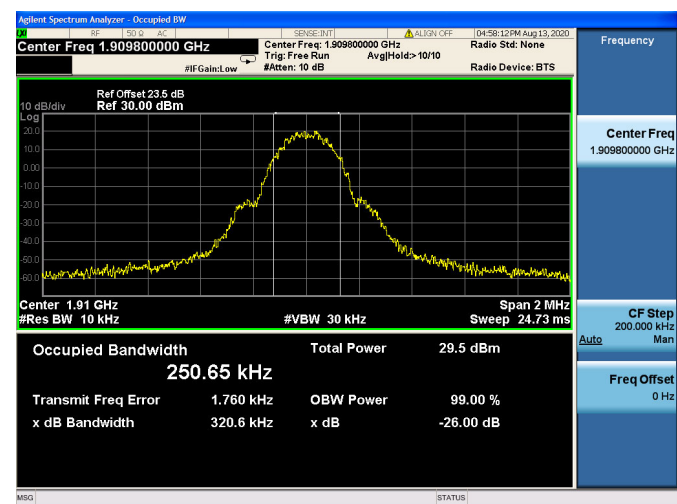 Agilent Spectrum Analyzer - Occupied BW
RF 50 Ω AC SENSE:INT ALIGN OFF 04:58:12 PM Aug 13, 2020
Center Freq 1.909800000 GHz Center Freq: 1.909800000 GHz Radio Std: None Frequency
Trig: Free Run Avg|Hold:> 10/10
#IFGain:Low #Atten: 10 dB Radio Device: BTS
Ref Offset 23.5 dB
10 dB/div Ref 30.00 dBm
Log
20.0
10.0
0.00
-10.0
-20.0
-30.0
-40.0
-50.0
-60.0
Center 1.91 GHz Span 2 MHz
#Res BW 10 kHz #VBW 30 kHz Sweep 24.73 ms
Occupied Bandwidth Total Power 29.5 dBm
250.65 kHz
Transmit Freq Error 1.760 kHz OBW Power 99.00 %
x dB Bandwidth 320.6 kHz x dB -26.00 dB
Center Freq
1.909800000 GHz
CF Step
200.000 kHz
Auto Man
Freq Offset
0 Hz
MSG STATUS